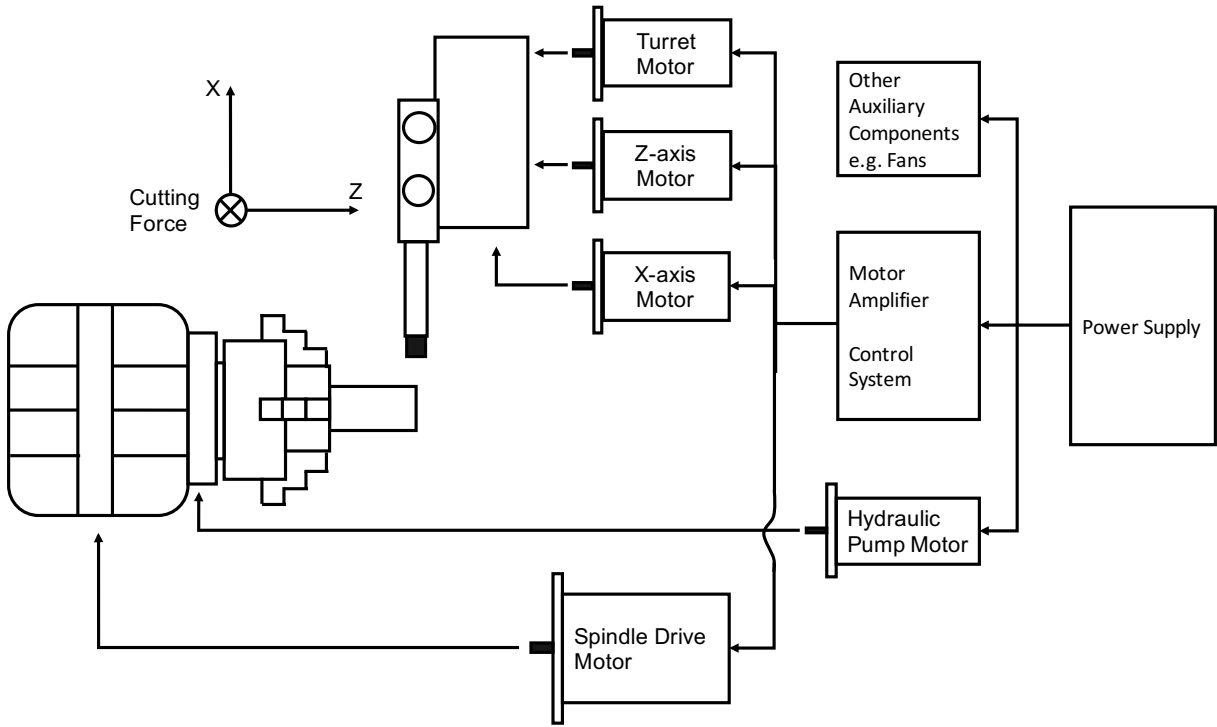 Turret
Motor
Other
Auxiliary
Components
e.g. Fans
X
Z-axis
Motor
Z
Cutting
Force
Motor
Amplifier
Control
System
X-axis
Motor
Power Supply
Hydraulic
Pump Motor
Spindle Drive
Motor